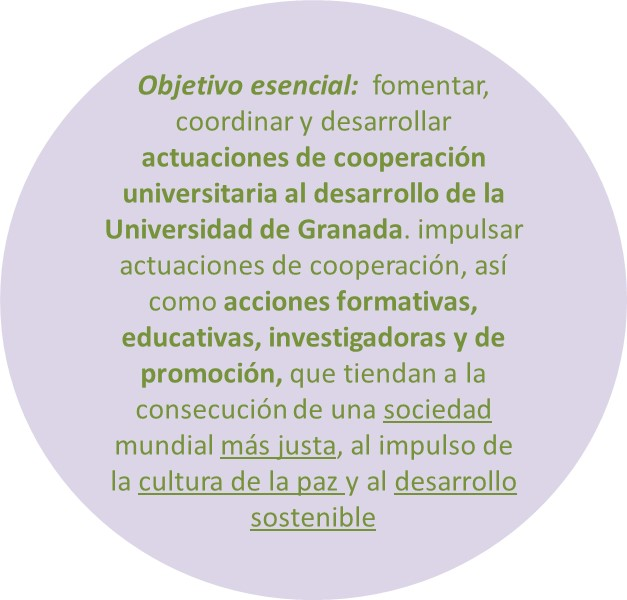 Objetivo esencial: fomentar,
coordinar y desarrollar
actuaciones de cooperación
universitaria al desarrollo de la
Universidad de Granada. impulsar
actuaciones de cooperación, así
como acciones formativas,
educativas, investigadoras y de
promoción, que tiendan a la
consecución de una sociedad
mundial más justa, al impulso de
la cultura de la paz y al desarrollo
sostenible